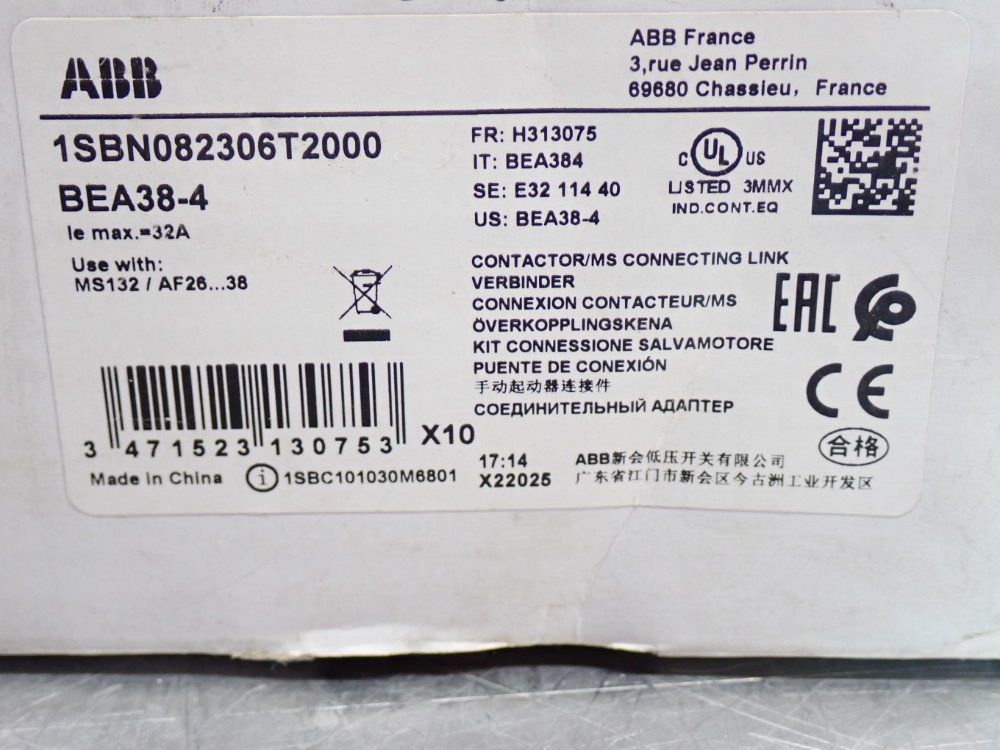 ABB
ABB France
3,rue Jean Perrin
69680 Chassieu, France
1SBN082306T2000
BEA38-4
Ie max.=32A
Use with:
MS132 / AF26...38
FR: H313075
IT: BEA384
SE: E32 114 40
US: BEA38-4
C UL US
LISTED 3MMX
IND.CONT.EQ
CONTACTOR/MS CONNECTING LINK
VERBINDER
CONNEXION CONTACTEUR/MS
ÖVERKOPPLINGSKENA
KIT CONNESSIONE SALVAMOTORE
PUENTE DE CONEXIÓN
手动起动器连接件
СОЕДИНИТЕЛЬНЫЙ АДАПТЕР
EAC
CE
合格
3 471523 130753
X10
Made in China
i 1SBC101030M6801
17:14
X22025
ABB新会低压开关有限公司
广东省江门市新会区今古洲工业开发区